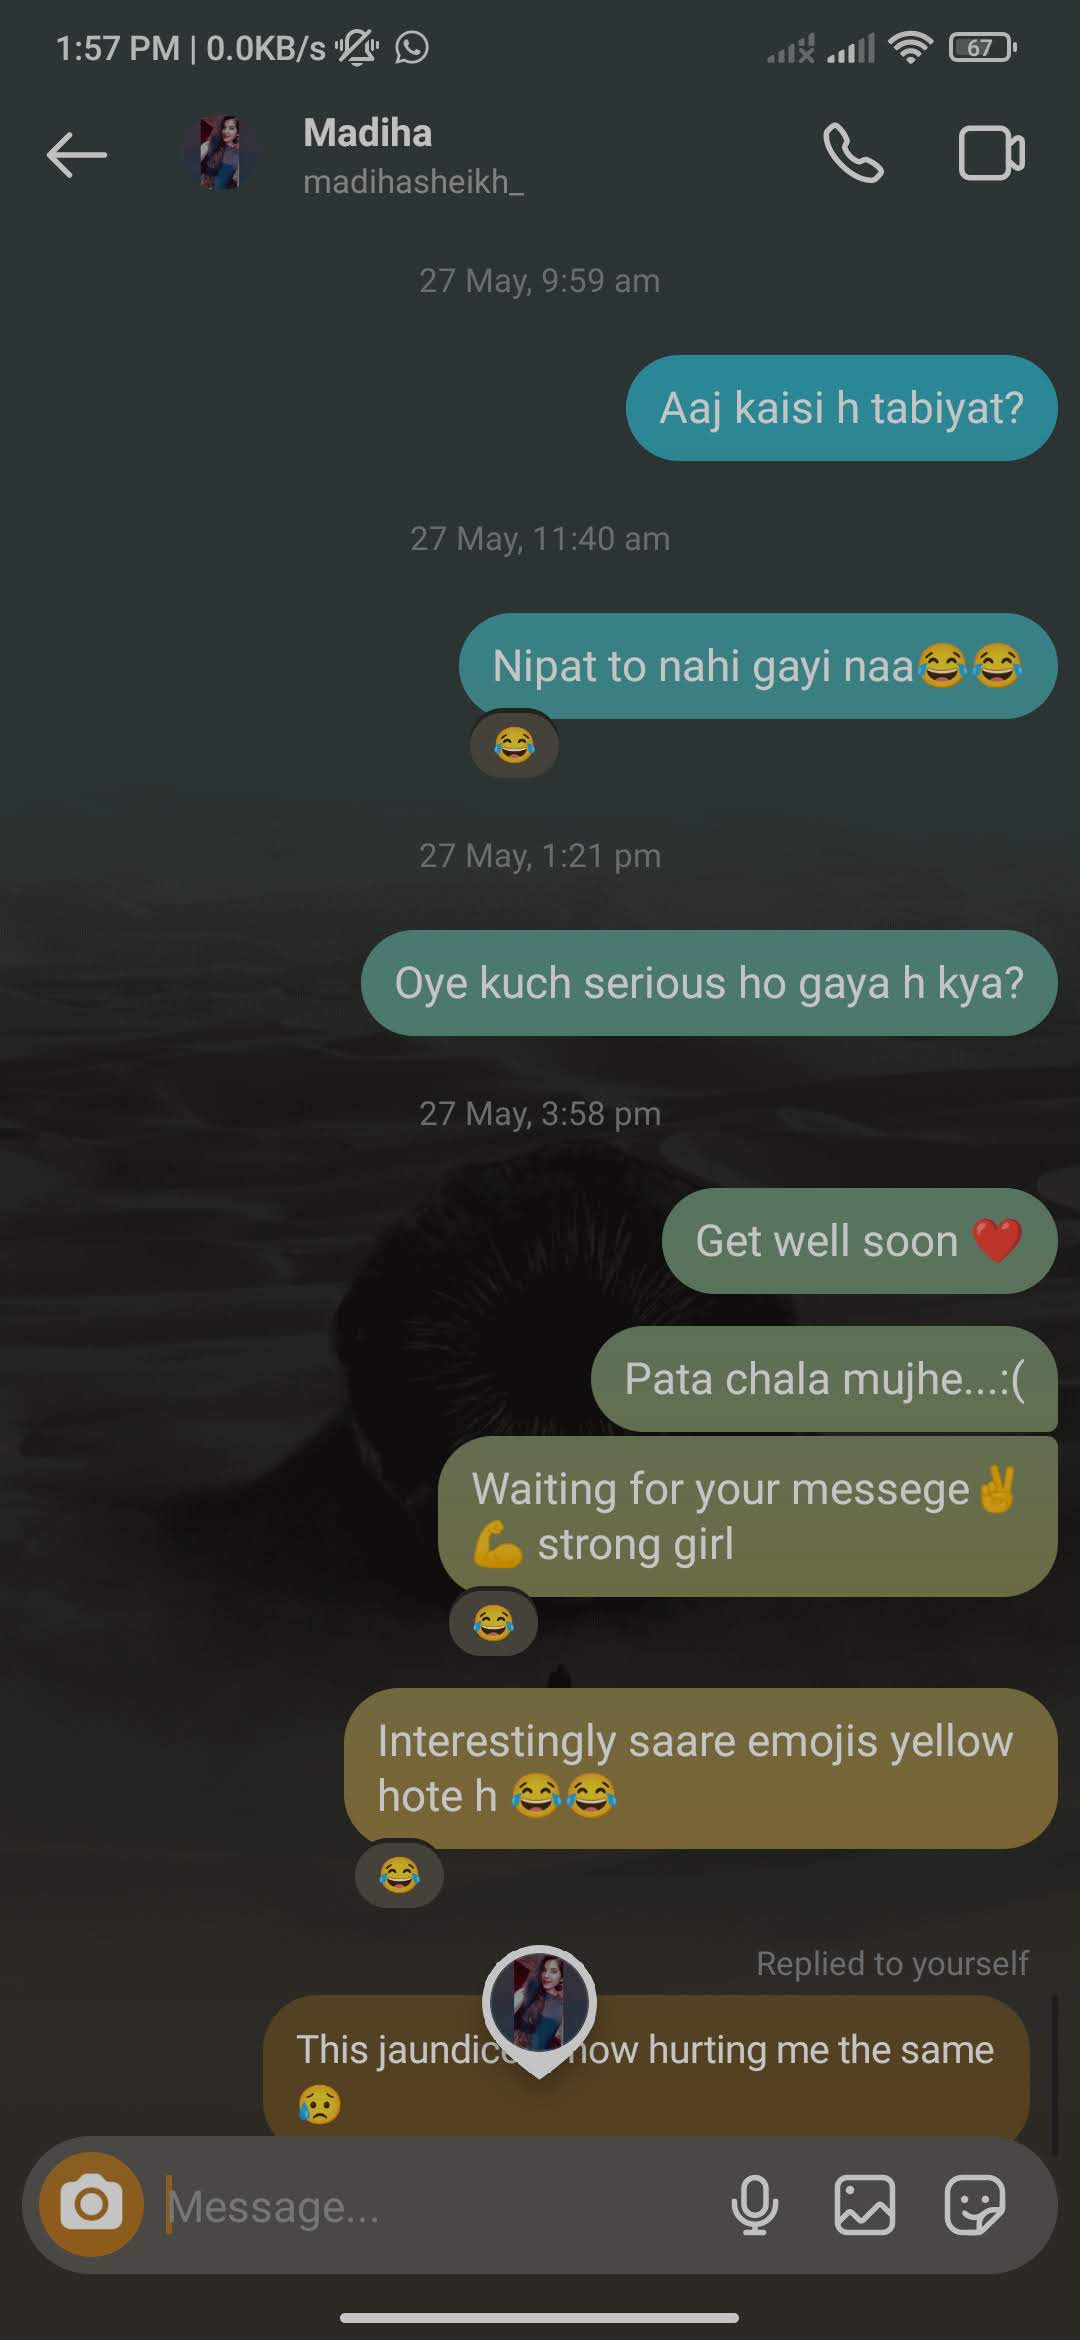 1:57 PM | 0.0KB/s
67
Madiha
madihasheikh_
27 May, 9:59 am
Aaj kaisi h tabiyat?
27 May, 11:40 am
Nipat to nahi gayi naa😂😂
😂
27 May, 1:21 pm
Oye kuch serious ho gaya h kya?
27 May, 3:58 pm
Get well soon ❤️
Pata chala mujhe...:(
Waiting for your messege✌️
💪 strong girl
😂
Interestingly saare emojis yellow
hote h 😂😂
😂
Replied to yourself
This now hurting me the same
😥
Message...